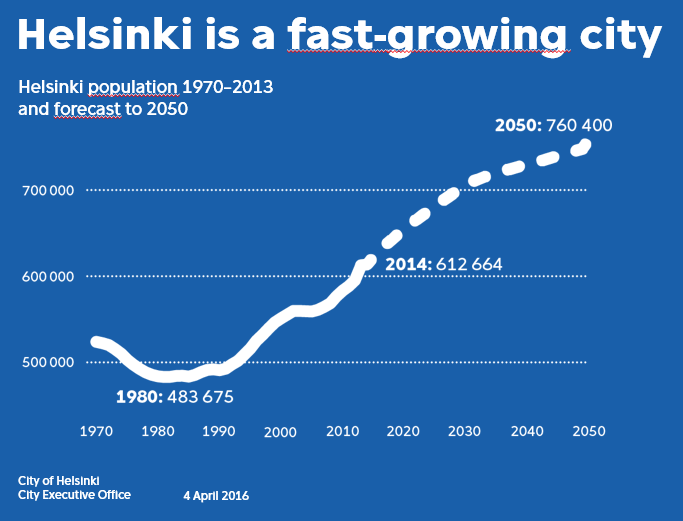 Helsinki is a fast-growing city
Helsinki population 1970–2013
and forecast to 2050
2050: 760 400
700 000
2014: 612 664
600 000
500 000
1980: 483 675
1970 1980 1990 2000 2010 2020 2030 2040 2050
City of Helsinki
City Executive Office 4 April 2016